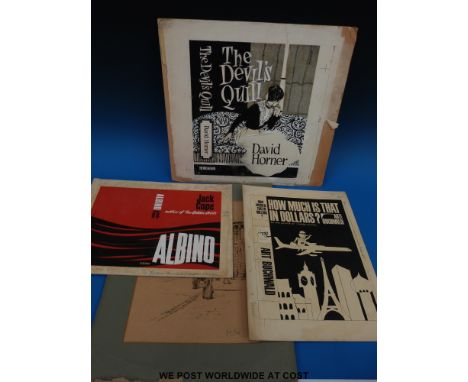 The Devil's Quill
David Horner
The
Devil's
Quill
David
Horner
ALBINO
Jack
Cope
author of The Golden Oriole
ALBINO
HOW MUCH IS THAT
IN DOLLARS?
ART
BUCHWALD
ART BUCHWALD
WE POST WORLDWIDE AT COST